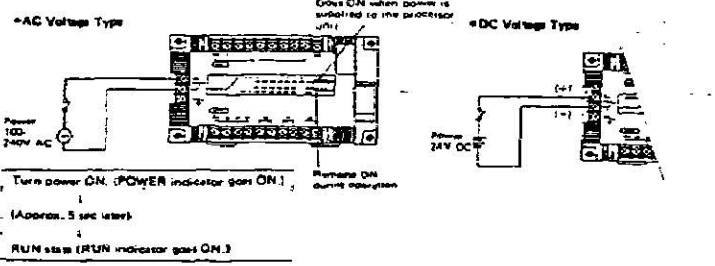 Goes ON when power is
supplied to the processor
unit
•AC Voltage Type
•DC Voltage Type
(+)
(-)
Power
100-
240V AC
Power
24V DC
Remains ON
during operation
Turn power ON. (POWER indicator goes ON.)
↓
(Approx. 5 sec later)
↓
RUN state (RUN indicator goes ON.)